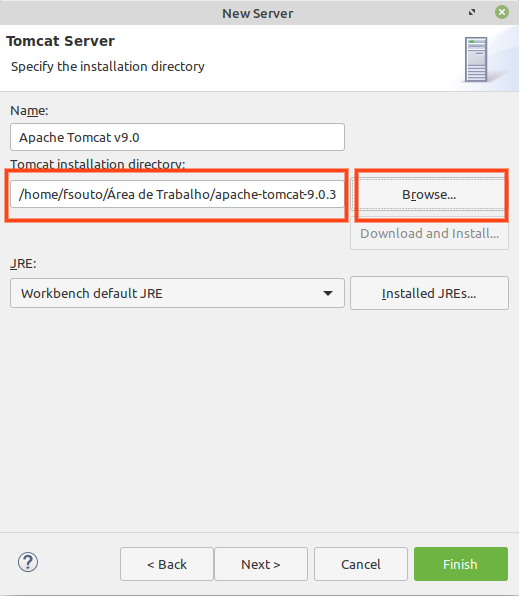 New Server
Tomcat Server
Specify the installation directory
Name:
Apache Tomcat v9.0
Tomcat installation directory:
/home/fsouto/Área de Trabalho/apache-tomcat-9.0.3
Browse...
Download and Install...
JRE:
Workbench default JRE
Installed JREs...
?
< Back
Next >
Cancel
Finish